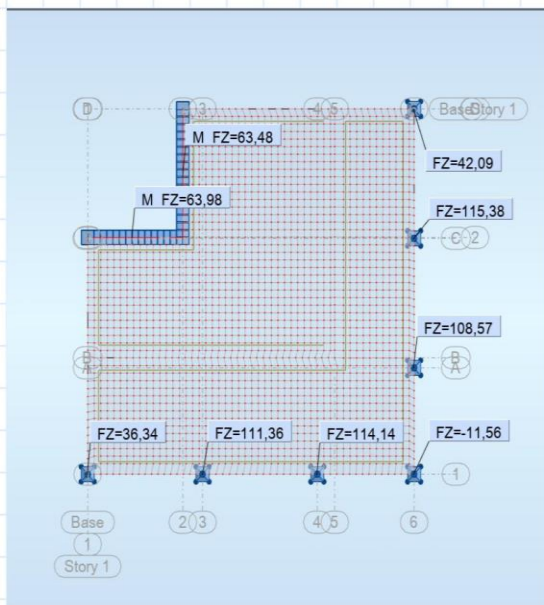 D 3 4 5 Base Story 1
M FZ=63,48
FZ=42,09
M FZ=63,98
FZ=115,38
C 2
FZ=108,57
B B
A A
FZ=36,34 FZ=111,36 FZ=114,14 FZ=-11,56
1
Base 2 3 4 5 6
1
Story 1